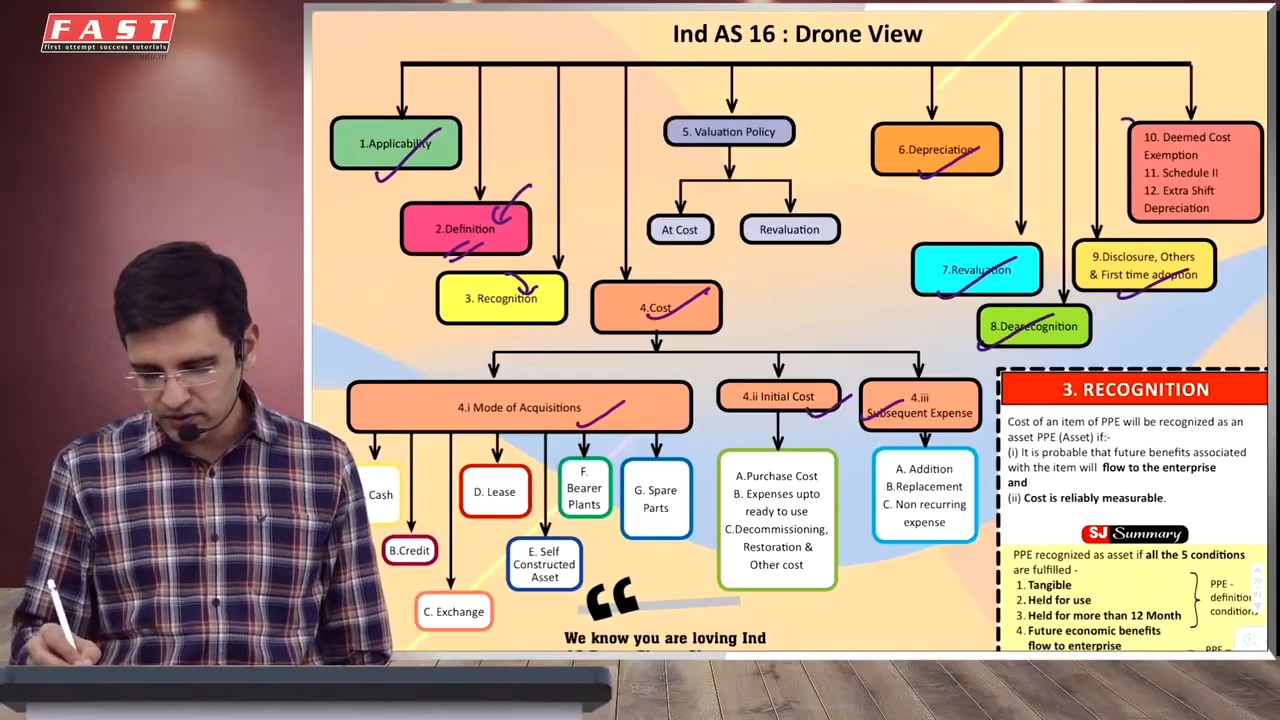 FAST
first attempt success tutorials
Ind AS 16 : Drone View
1.Applicability
2.Definition
3. Recognition
4.Cost
5. Valuation Policy
At Cost
Revaluation
6.Depreciation
7.Revaluation
8.Dearecognition
9.Disclosure, Others
& First time adoption
10. Deemed Cost
Exemption
11. Schedule II
12. Extra Shift
Depreciation
4.i Mode of Acquisitions
4.ii Initial Cost
4.iii
Subsequent Expense
Cash
B.Credit
C. Exchange
D. Lease
E. Self
Constructed
Asset
F.
Bearer
Plants
G. Spare
Parts
A.Purchase Cost
B. Expenses upto
ready to use
C.Decommissioning,
Restoration &
Other cost
A. Addition
B.Replacement
C. Non recurring
expense
We know you are loving Ind
3. RECOGNITION
Cost of an item of PPE will be recognized as an
asset PPE (Asset) if:-
(i) It is probable that future benefits associated
with the item will flow to the enterprise
and
(ii) Cost is reliably measurable.
SJ Summary
PPE recognized as asset if all the 5 conditions
are fulfilled -
1. Tangible
2. Held for use
3. Held for more than 12 Month
4. Future economic benefits
flow to enterprise
PPE -
definition
conditi